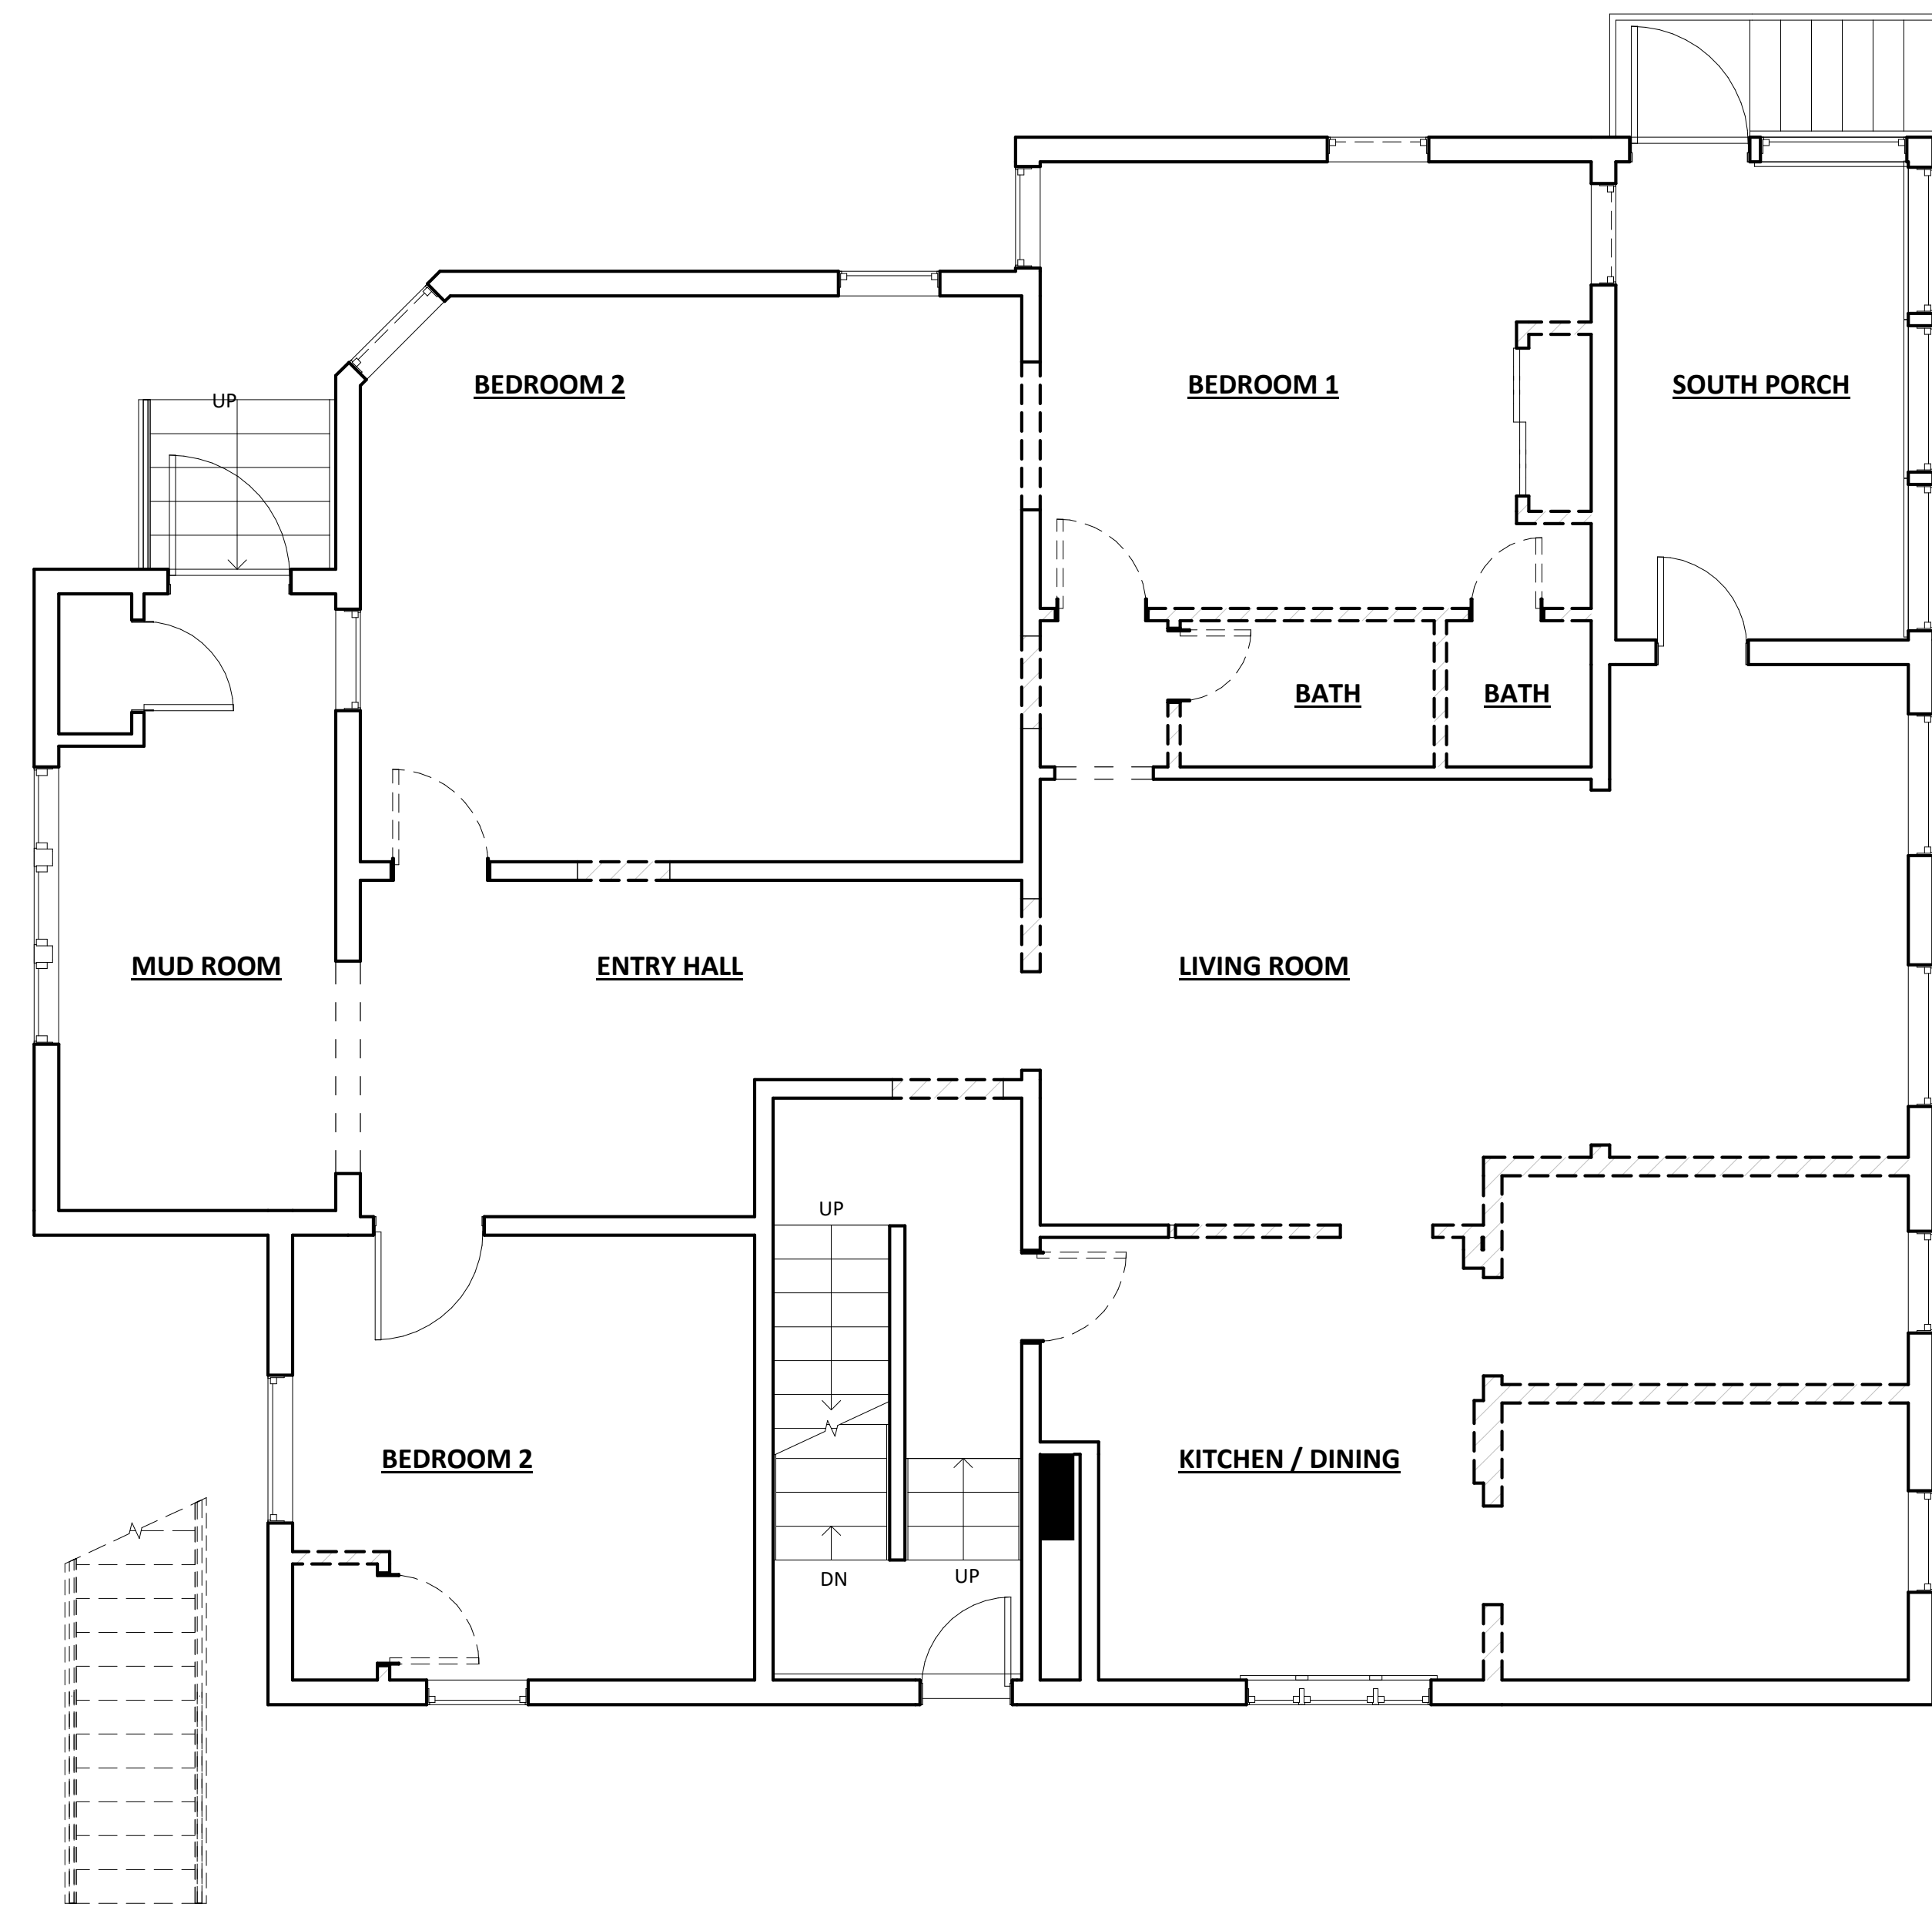 BEDROOM 2
BEDROOM 1
SOUTH PORCH
UP
BATH
BATH
MUD ROOM
ENTRY HALL
LIVING ROOM
UP
BEDROOM 2
KITCHEN / DINING
DN
UP